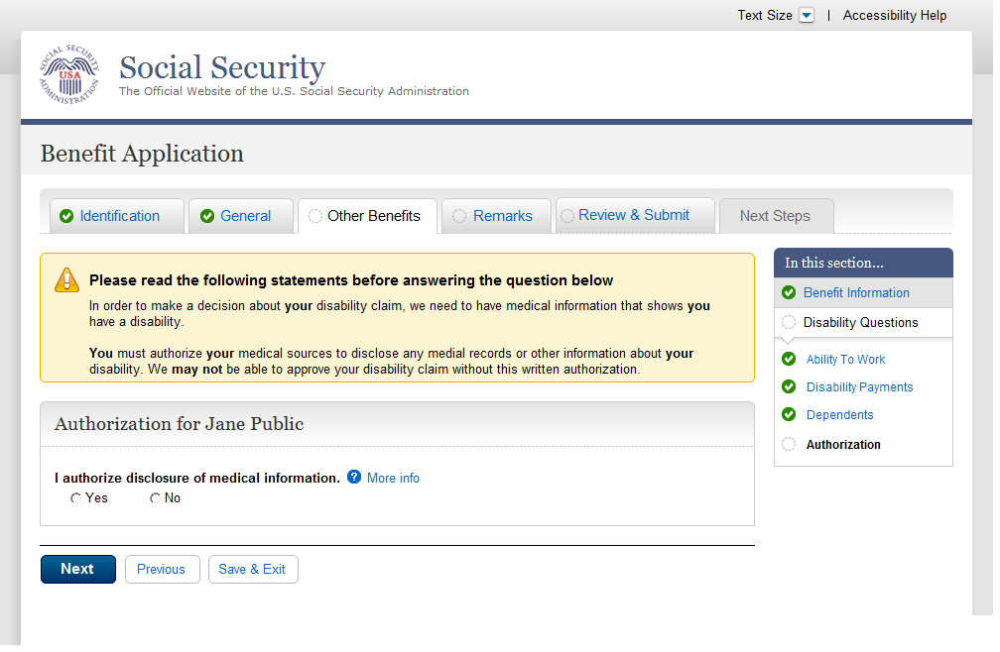 Text Size | Accessibility Help
SOCIAL SECURITY ADMINISTRATION
USA
Social Security
The Official Website of the U.S. Social Security Administration
Benefit Application
Identification General Other Benefits Remarks Review & Submit Next Steps
Please read the following statements before answering the question below
In order to make a decision about your disability claim, we need to have medical information that shows you
have a disability.
You must authorize your medical sources to disclose any medial records or other information about your
disability. We may not be able to approve your disability claim without this written authorization.
Authorization for Jane Public
I authorize disclosure of medical information. ? More info
Yes No
Next Previous Save & Exit
In this section...
Benefit Information
Disability Questions
Ability To Work
Disability Payments
Dependents
Authorization